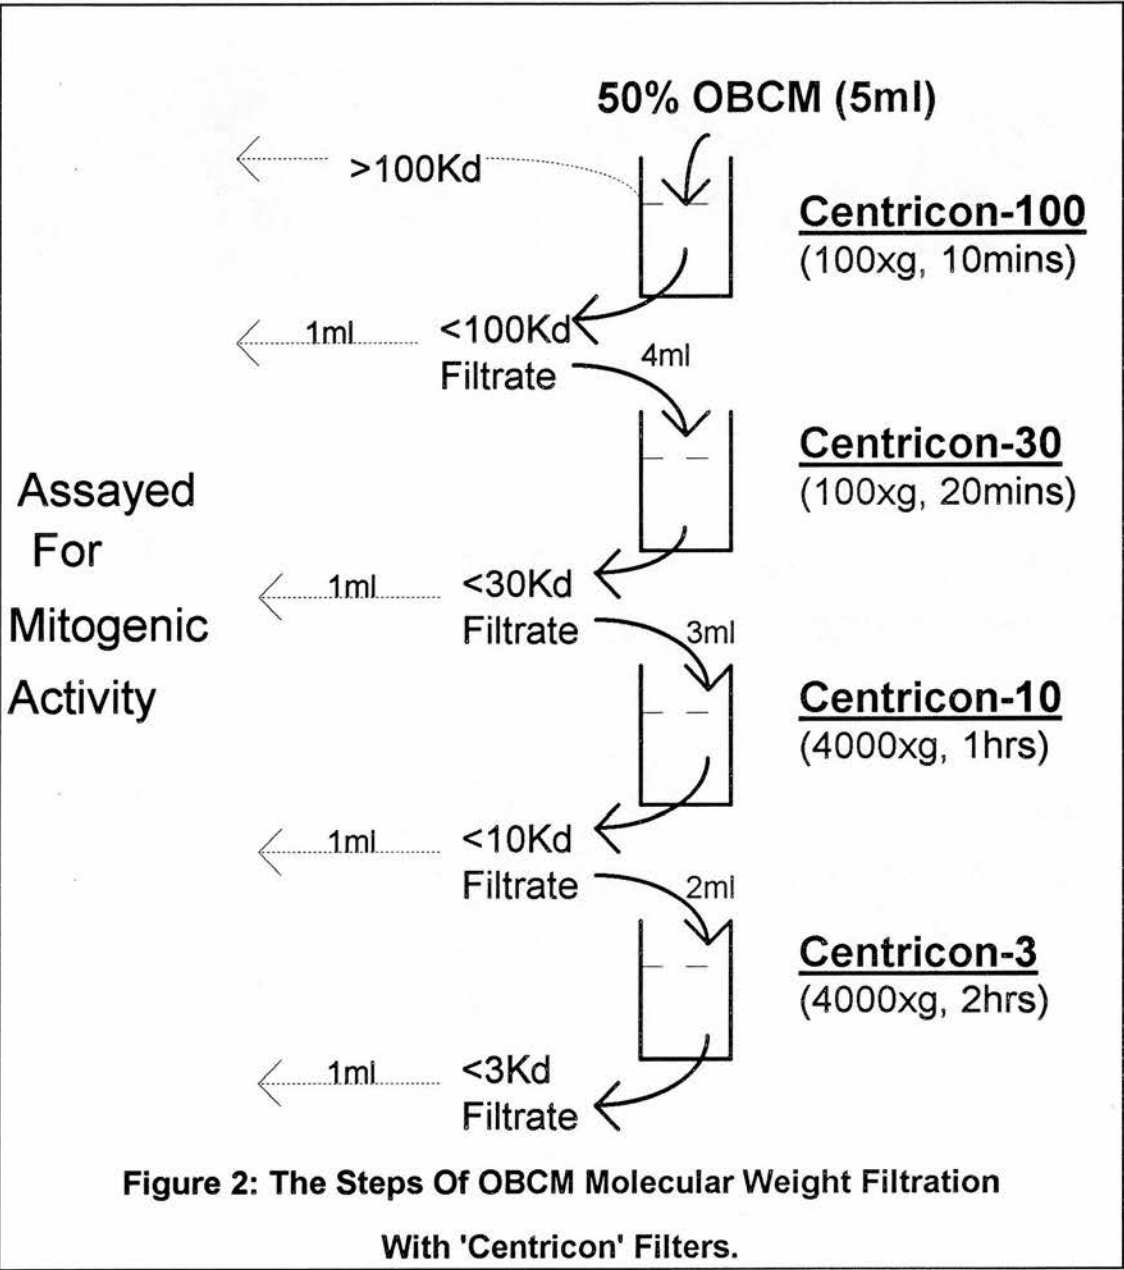 50% OBCM (5ml)
>100Kd
Centricon-100
(100xg, 10mins)
1ml
<100Kd
Filtrate
4ml
Centricon-30
(100xg, 20mins)
Assayed
For
Mitogenic
Activity
1ml
<30Kd
Filtrate
3ml
Centricon-10
(4000xg, 1hrs)
1ml
<10Kd
Filtrate
2ml
Centricon-3
(4000xg, 2hrs)
1ml
<3Kd
Filtrate
Figure 2: The Steps Of OBCM Molecular Weight Filtration
With 'Centricon' Filters.